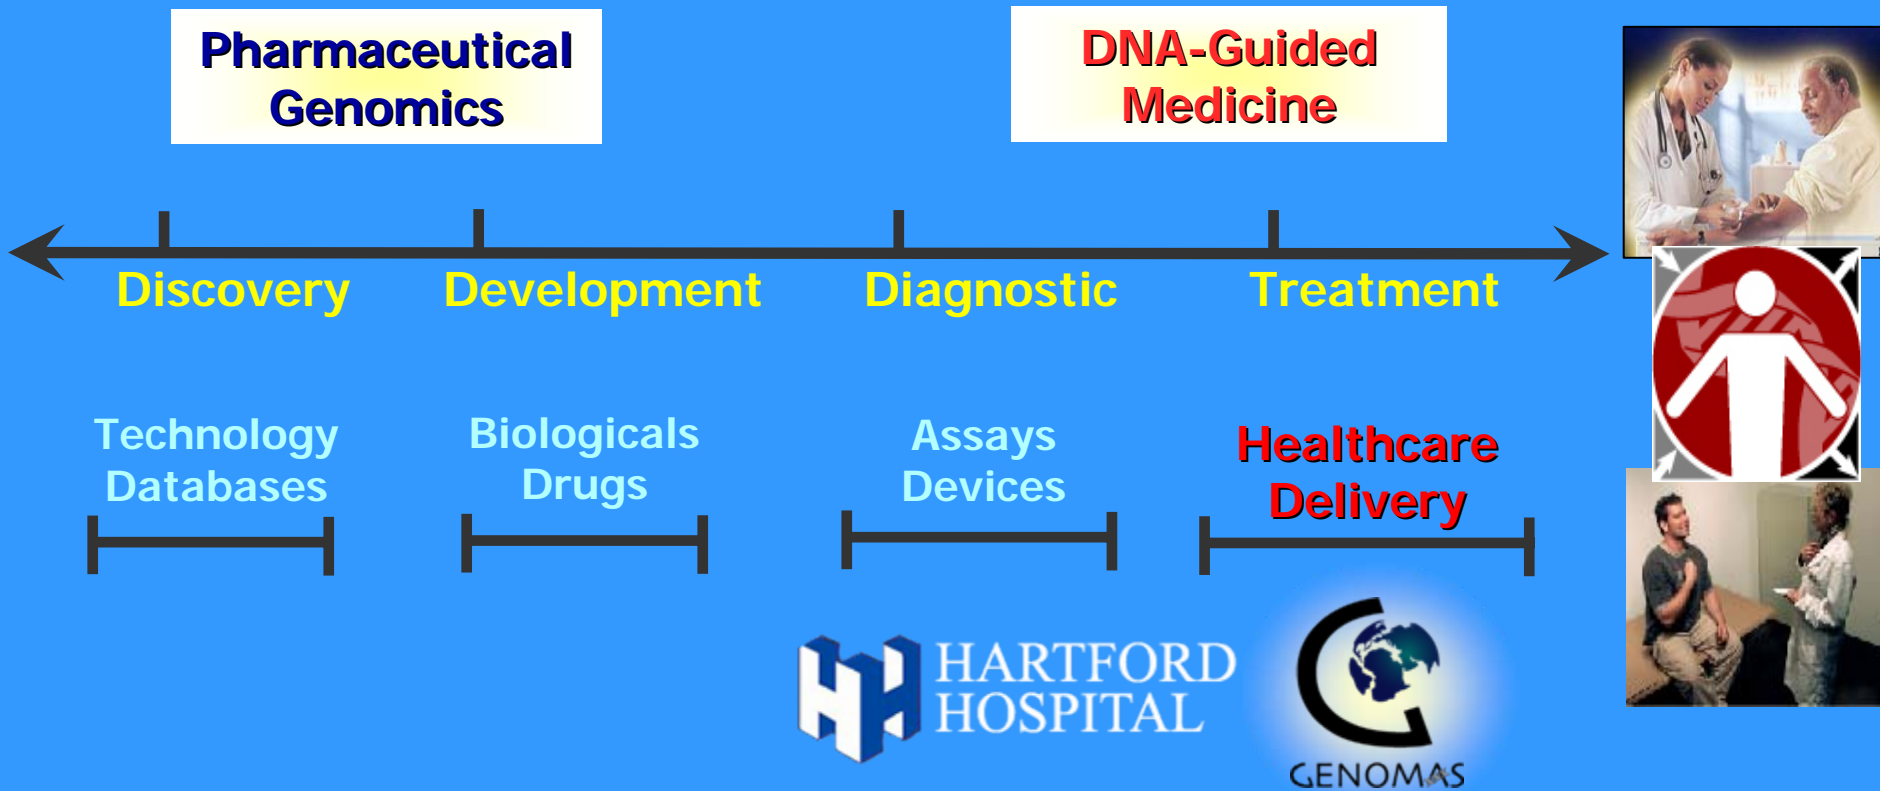 Pharmaceutical
Genomics
DNA-Guided
Medicine
Discovery
Development
Diagnostic
Treatment
Technology
Databases
Biologicals
Drugs
Assays
Devices
Healthcare
Delivery
HARTFORD
HOSPITAL
GENOMAS